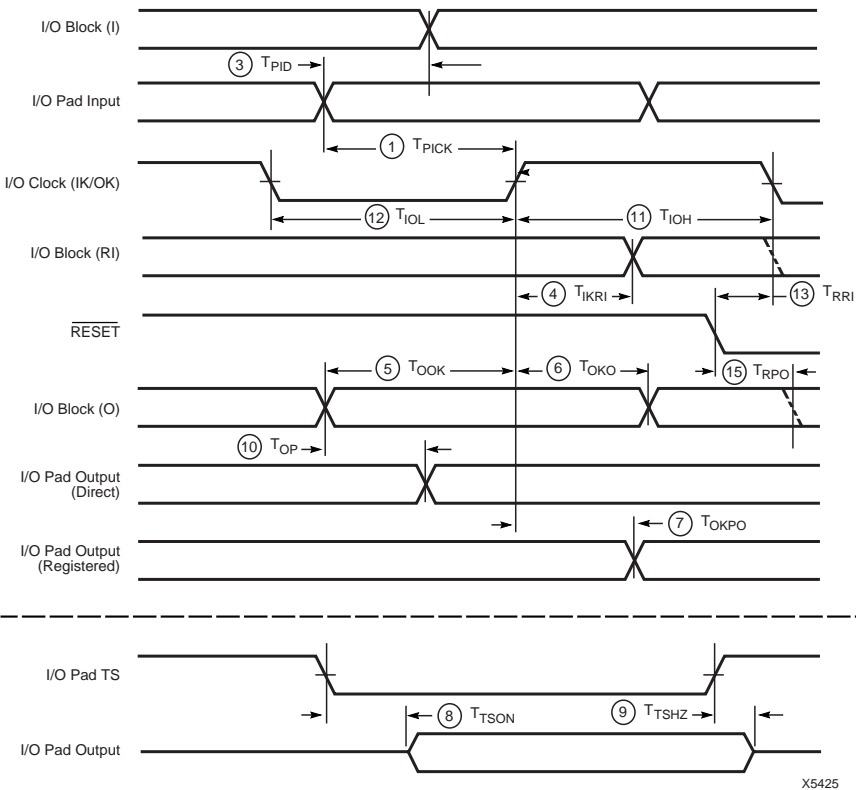 I/O Block (I)
3 TPID
I/O Pad Input
1 TPICK
I/O Clock (IK/OK)
12 TIOL
11 TIOH
I/O Block (RI)
4 TIKRI
13 TRRI
RESET
5 TOOK
6 TOKO
15 TRPO
I/O Block (O)
10 TOP
I/O Pad Output
(Direct)
7 TOKPO
I/O Pad Output
(Registered)
I/O Pad TS
8 TTSON
9 TTSHZ
I/O Pad Output
X5425